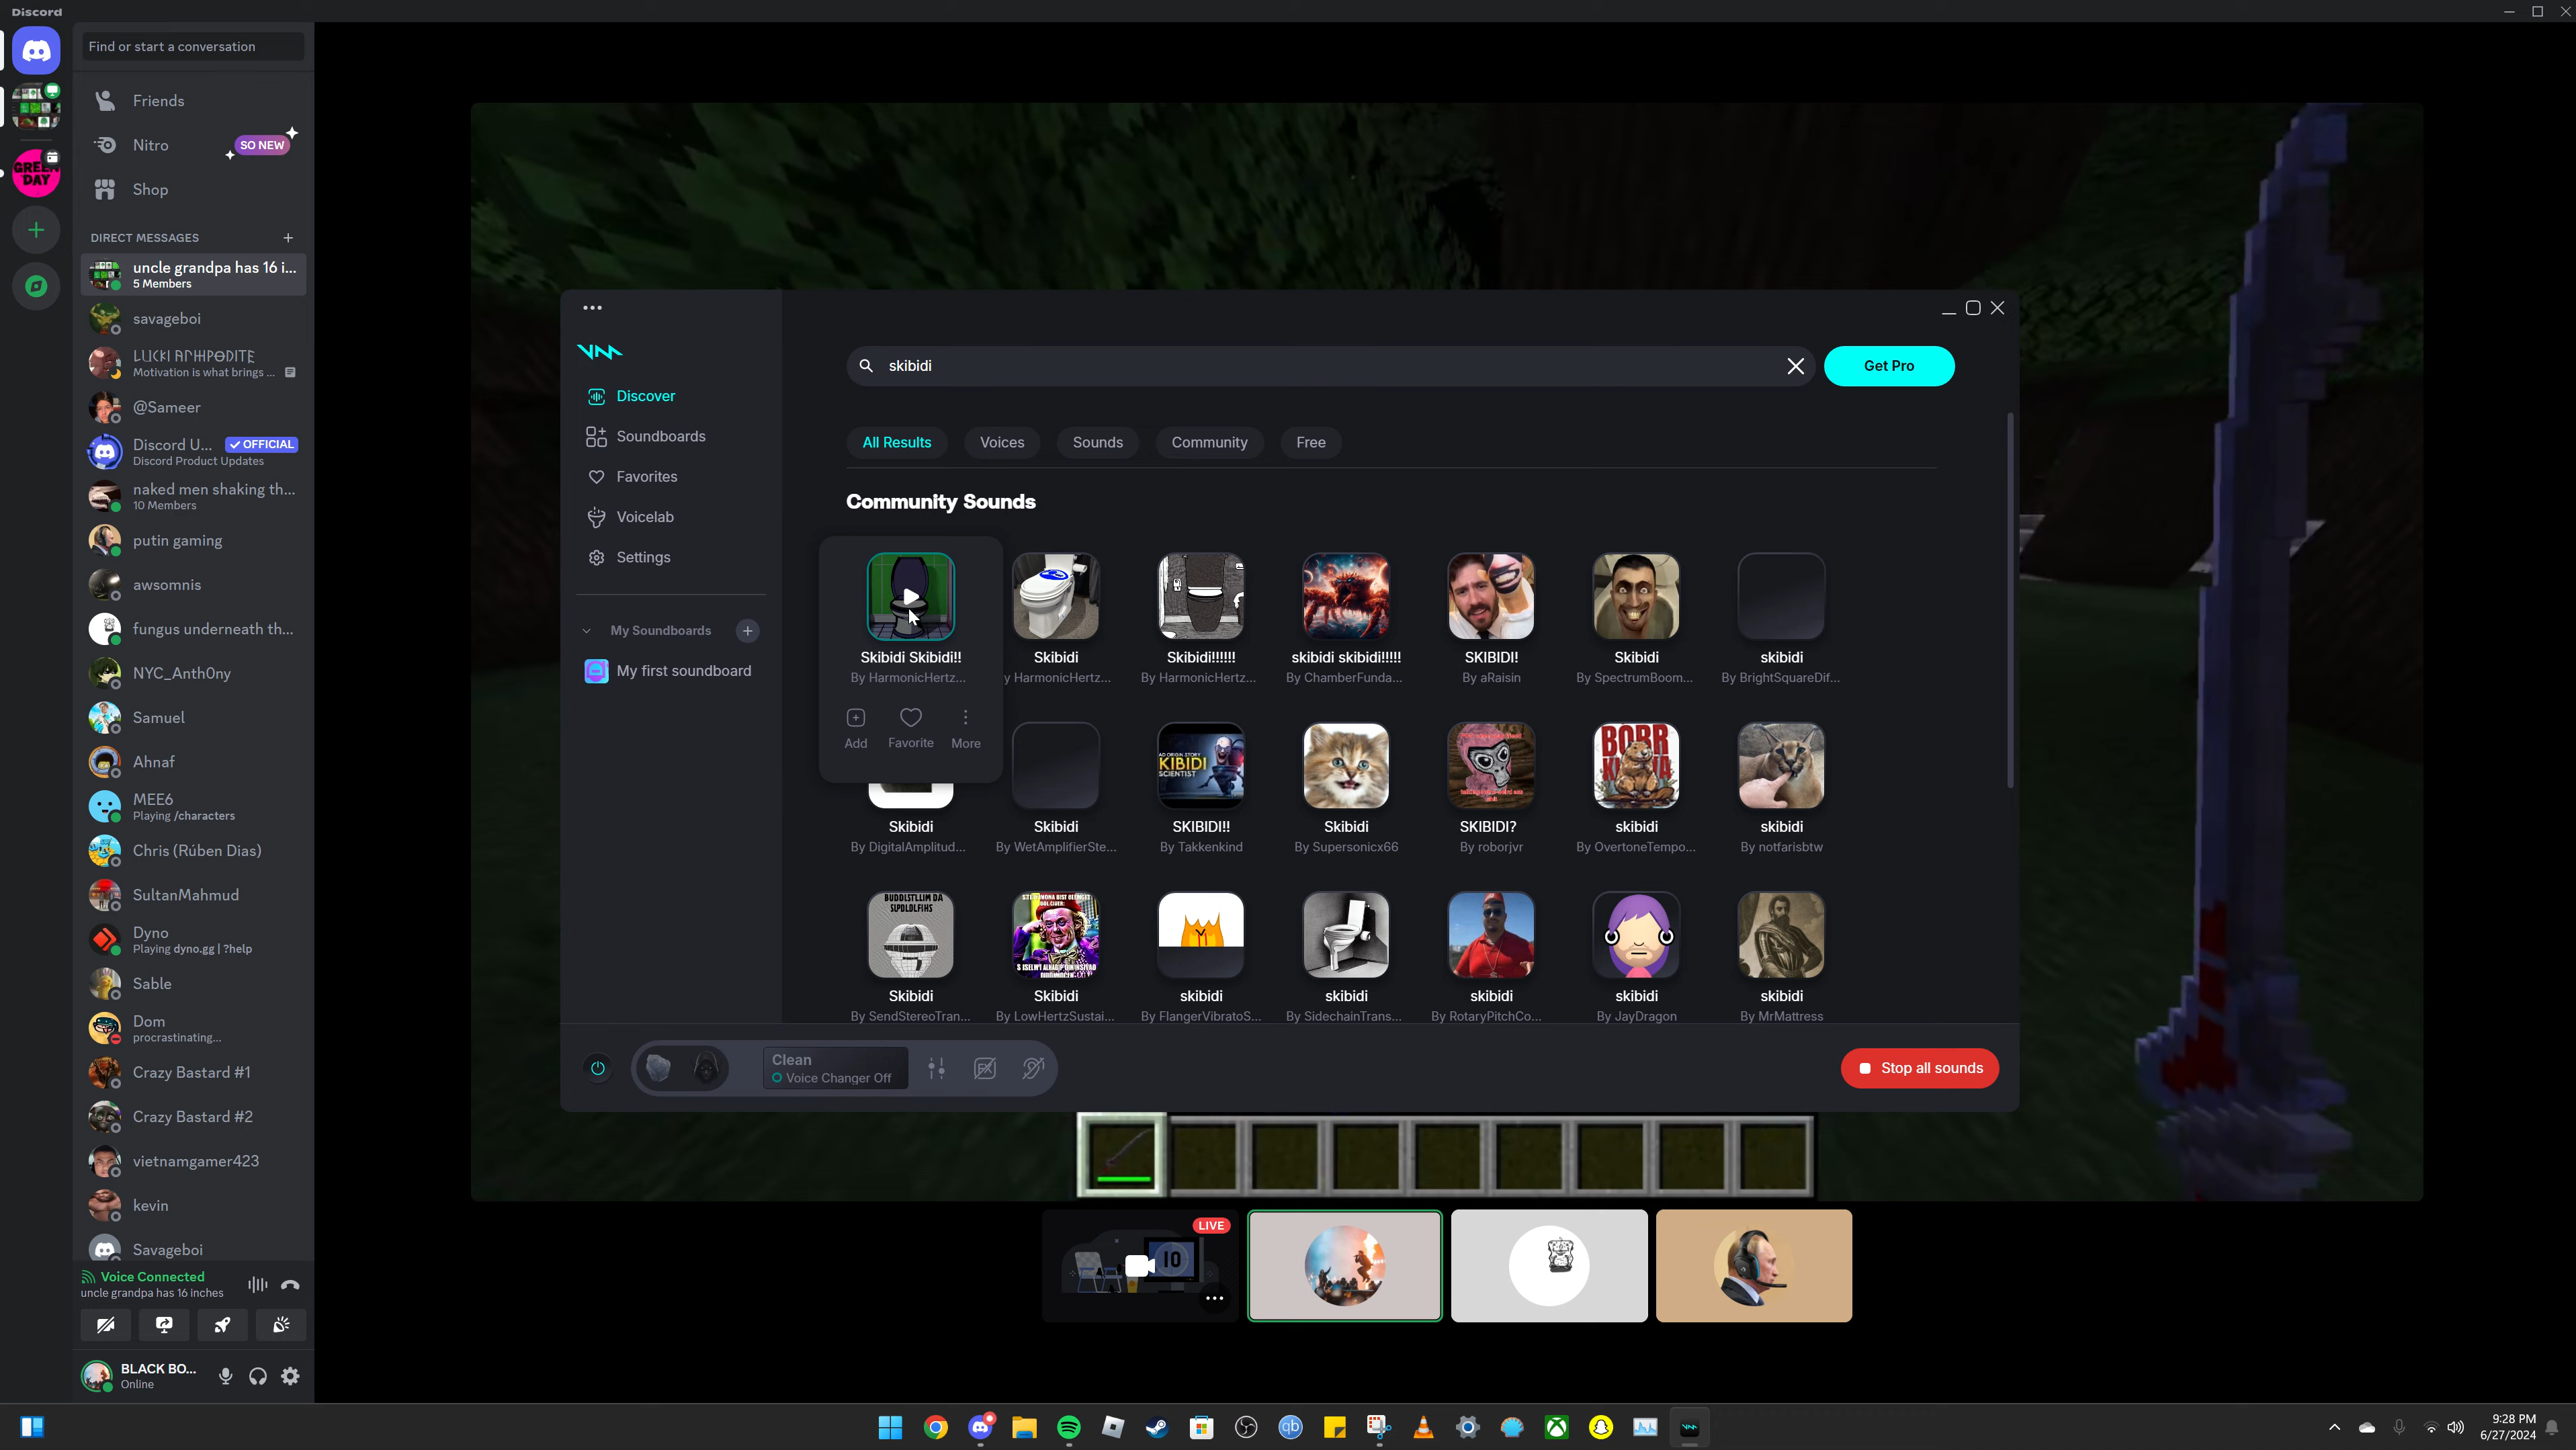 Discord
Find or start a conversation
Friends
Nitro
SO NEW
Shop
DIRECT MESSAGES
uncle grandpa has 16 i...
5 Members
savageboi
Motivation is what brings ...
@Sameer
Discord U...
OFFICIAL
Discord Product Updates
naked men shaking th...
10 Members
putin gaming
awsomnis
fungus underneath th...
NYC_Anth0ny
Samuel
Ahnaf
MEE6
Playing /characters
Chris (Rúben Dias)
SultanMahmud
Dyno
Playing dyno.gg | ?help
Sable
Dom
procrastinating...
Crazy Bastard #1
Crazy Bastard #2
vietnamgamer423
kevin
Savageboi
Voice Connected
uncle grandpa has 16 inches
BLACK BO...
Online
GREEN
DAY
Discover
Soundboards
Favorites
Voicelab
Settings
My Soundboards
My first soundboard
skibidi
Get Pro
All Results
Voices
Sounds
Community
Free
Community Sounds
Skibidi Skibidi!!
By HarmonicHertz...
Add
Favorite
More
Skibidi
y HarmonicHertz...
Skibidi!!!!!!
By HarmonicHertz...
skibidi skibidi!!!!!
By ChamberFunda...
SKIBIDI!
By aRaisin
Skibidi
By SpectrumBoom...
skibidi
By BrightSquareDif...
Skibidi
By DigitalAmplitud...
Skibidi
By WetAmplifierSte...
AD ORIGIN STORY
KIBIDI
SCIENTIST
SKIBIDI!!
By Takkenkind
Skibidi
By Supersonicx66
SKIBIDI?
By roborjvr
skibidi
By OvertoneTempo...
skibidi
By notfarisbtw
Skibidi
By SendStereoTran...
Skibidi
By LowHertzSustai...
skibidi
By FlangerVibratoS...
skibidi
By SidechainTrans...
skibidi
By RotaryPitchCo...
skibidi
By JayDragon
skibidi
By MrMattress
Clean
Voice Changer Off
Stop all sounds
LIVE
10
9:28 PM
6/27/2024